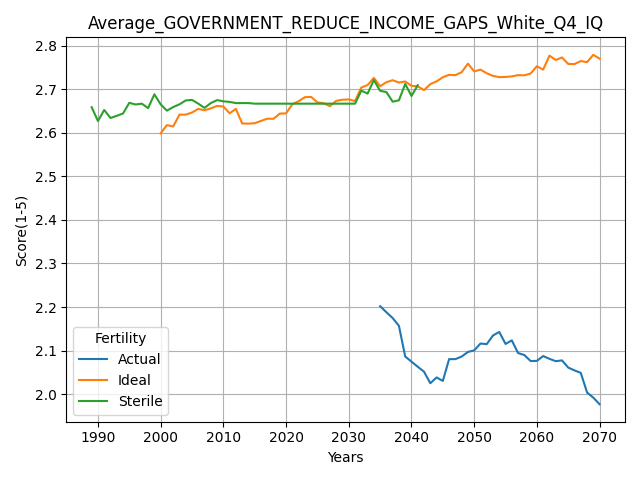 Average_GOVERNMENT_REDUCE_INCOME_GAPS_White_Q4_IQ
2.8
2.7
2.6
2.5
2.4
2.3
2.2
2.1
2.0
Score(1-5)
Fertility
Actual
Ideal
Sterile
1990 2000 2010 2020 2030 2040 2050 2060 2070
Years